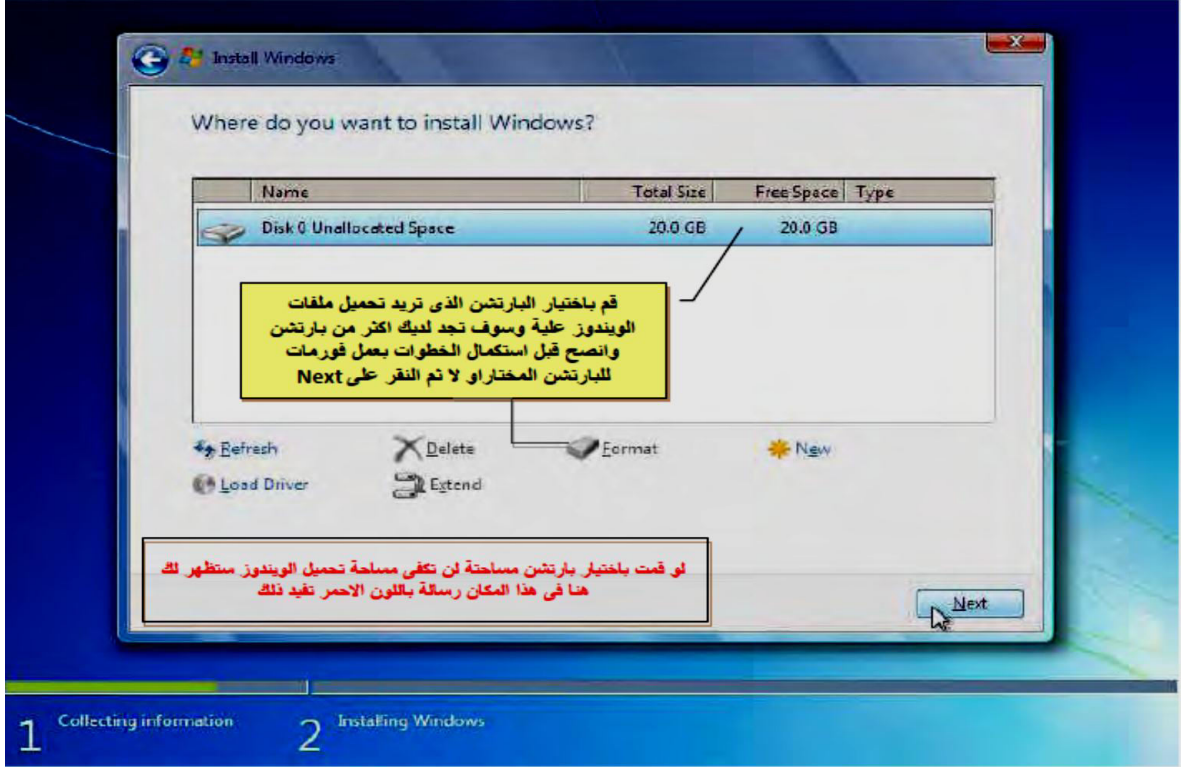 Install Windows
Where do you want to install Windows?
Name Total Size Free Space Type
Disk 0 Unallocated Space 20.0 GB 20.0 GB
قم باختيار البارتشن الذى تريد تحميل ملفات
الويندوز علية وسوف تجد لديك اكثر من بارتشن
وانصح قبل استكمال الخطوات بعمل فورمات
للبارتشن المختاراو لا ثم النقر على Next
Refresh Delete Format New
Load Driver Extend
لو قمت باختيار بارتشن مساحتة لن تكفى مساحة تحميل الويندوز ستظهر لك
هنا فى هذا المكان رسالة باللون الاحمر تفيد ذلك
Next
1 Collecting information 2 Installing Windows